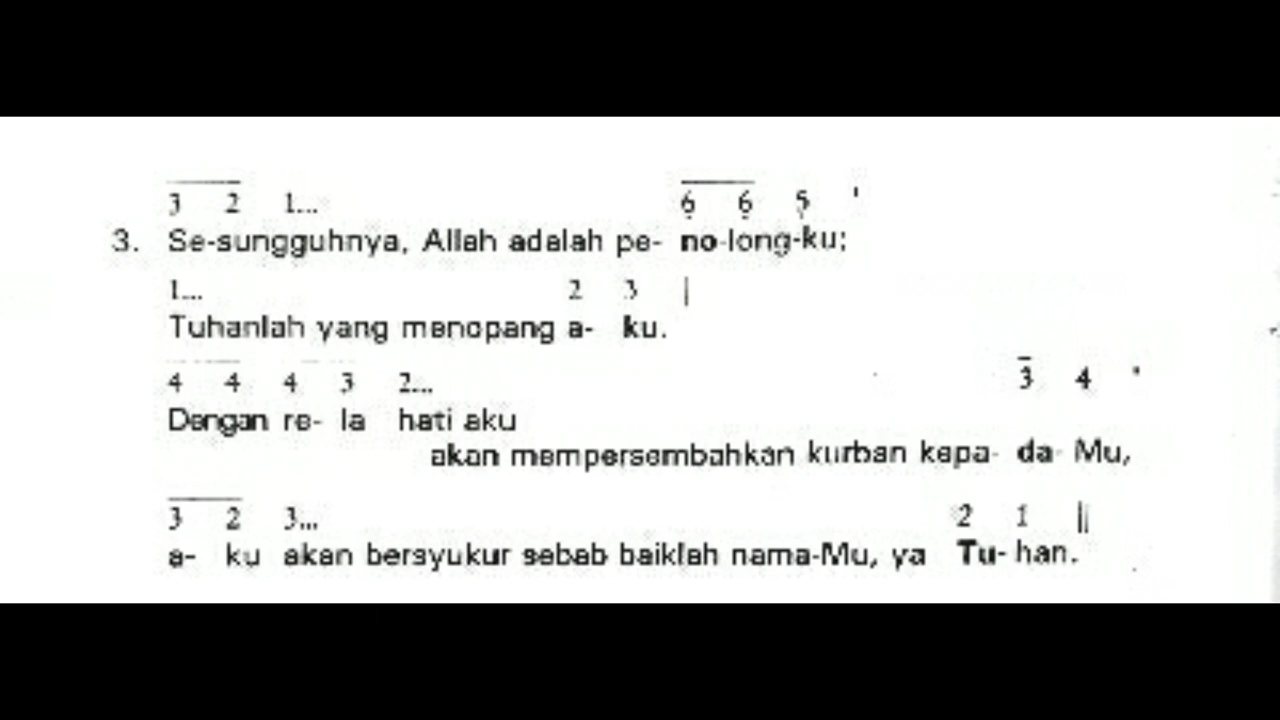 3 2 1... 6̣ 6̣ 5̣ '
3. Se-sungguhnya, Allah adalah pe- no-long-ku;
1... 2 3 |
Tuhanlah yang menopang a- ku.
4 4 4 3 2... 3 4 '
Dengan re- la hati aku
akan mempersembahkan kurban kepa- da- Mu,
3 2 3... 2 1 ||
a- ku akan bersyukur sebab baiklah nama-Mu, ya Tu- han.